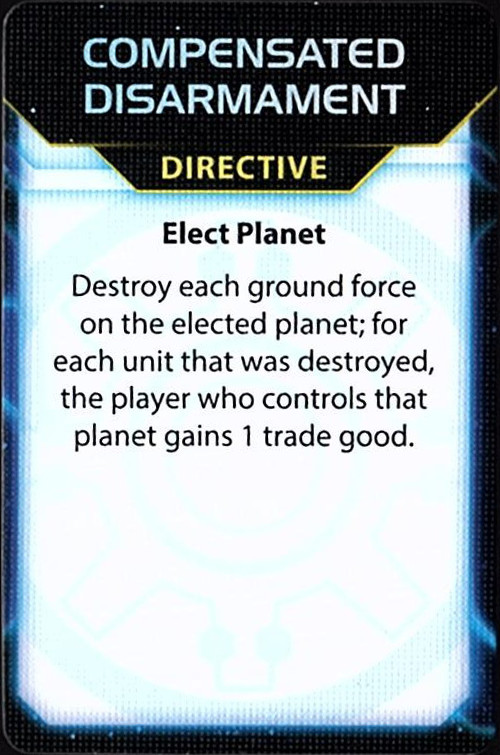 COMPENSATED
DISARMAMENT
DIRECTIVE
Elect Planet
Destroy each ground force
on the elected planet; for
each unit that was destroyed,
the player who controls that
planet gains 1 trade good.